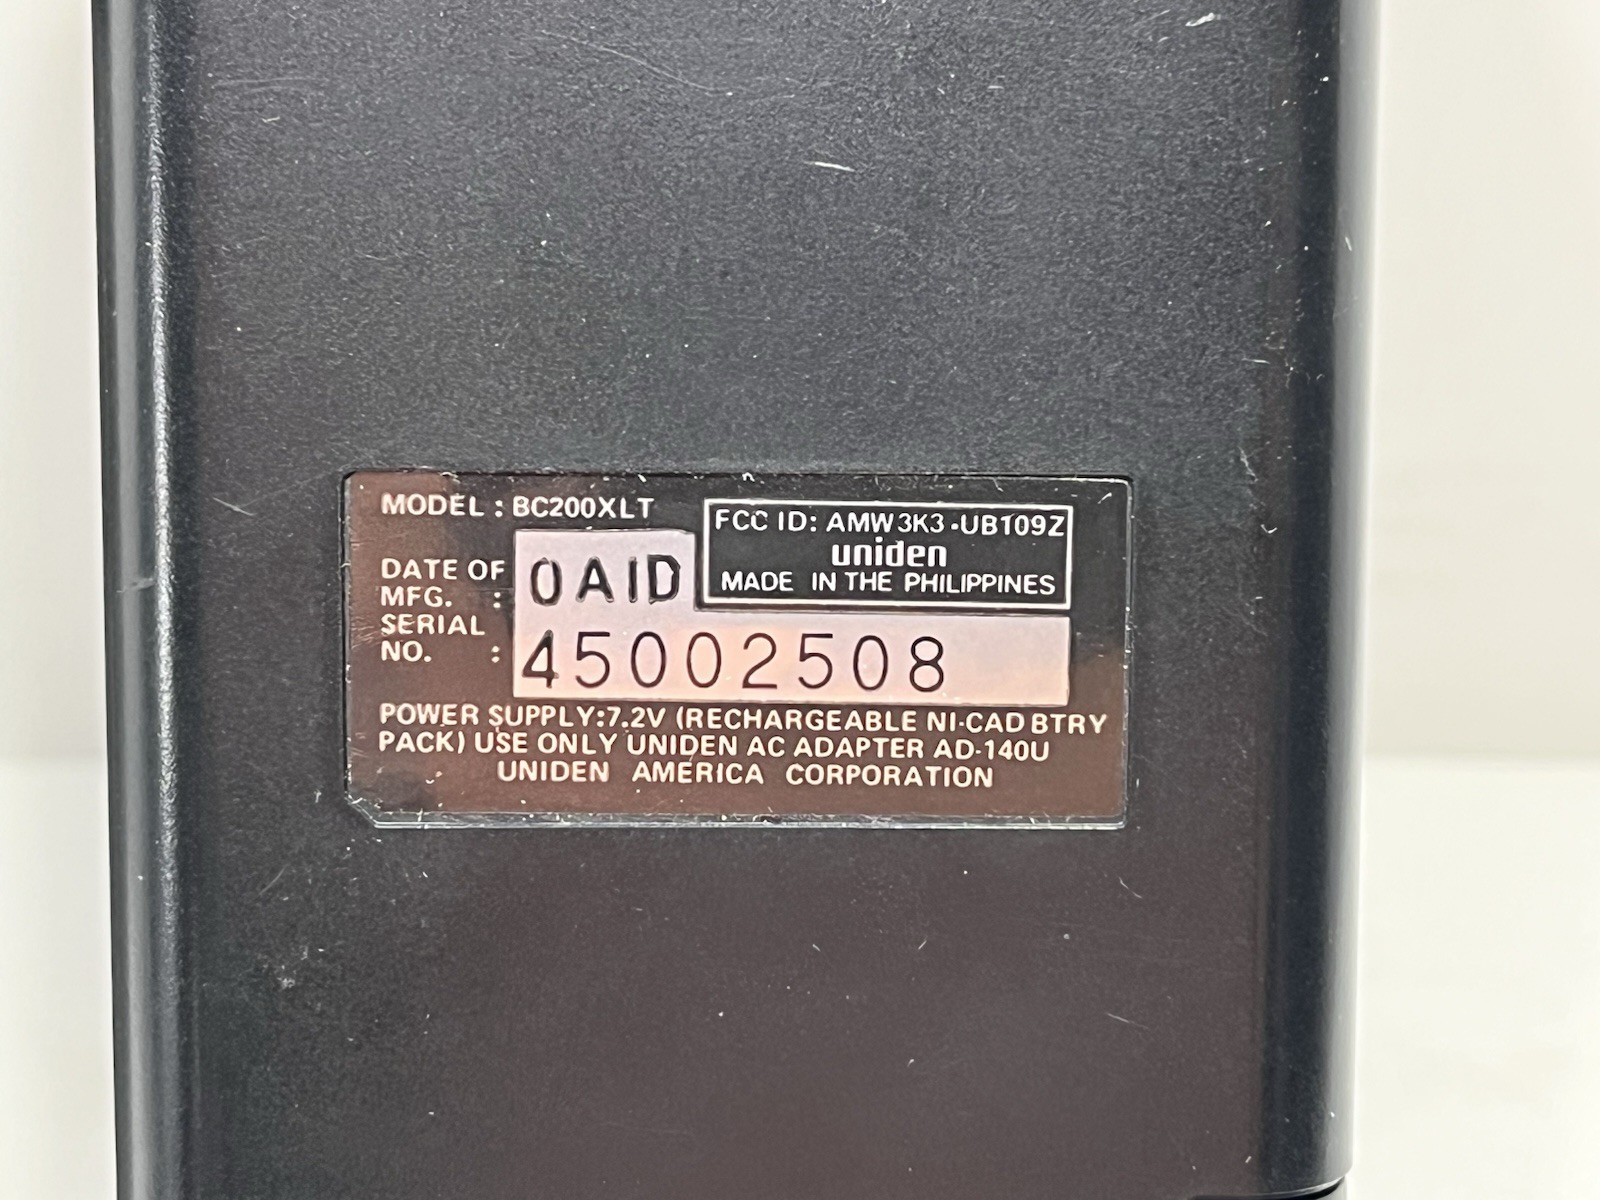 MODEL : BC200XLT
FCC ID: AMW3K3-UB109Z
uniden
MADE IN THE PHILIPPINES
DATE OF
MFG. : 0AID
SERIAL
NO. : 45002508
POWER SUPPLY:7.2V (RECHARGEABLE NI-CAD BTRY
PACK) USE ONLY UNIDEN AC ADAPTER AD-140U
UNIDEN AMERICA CORPORATION